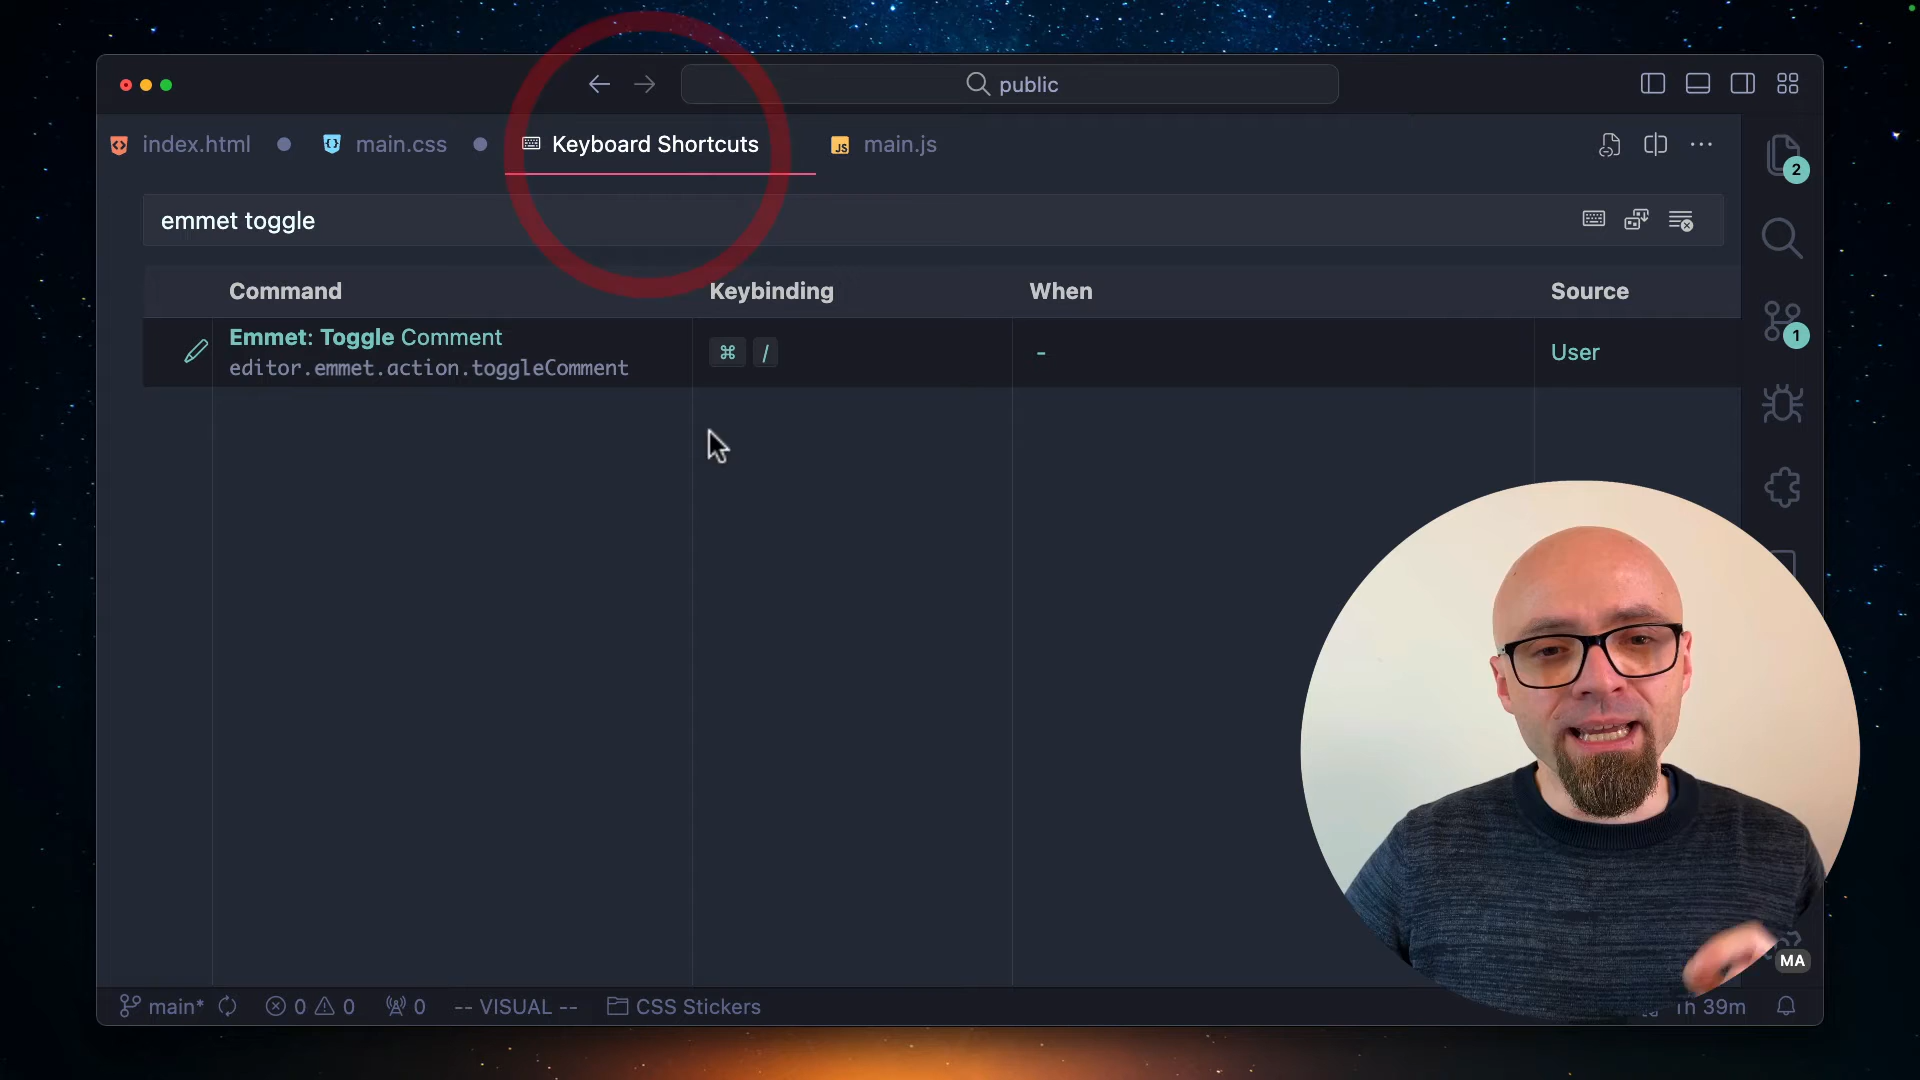 public
index.html
main.css
Keyboard Shortcuts
JS main.js
2
emmet toggle
Command Keybinding When Source
Emmet: Toggle Comment
editor.emmet.action.toggleComment
⌘ / - User
1
MA
main* 0 0 0 -- VISUAL -- CSS Stickers 1h 39m